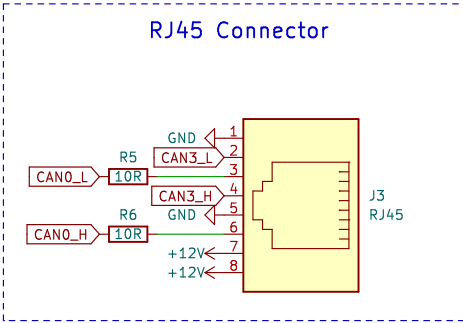 RJ45 Connector
GND 1
CAN3_L 2
R5
CAN0_L 10R 3
CAN3_H 4
J3
R6
GND 5
RJ45
CAN0_H 10R 6
+12V 7
+12V 8